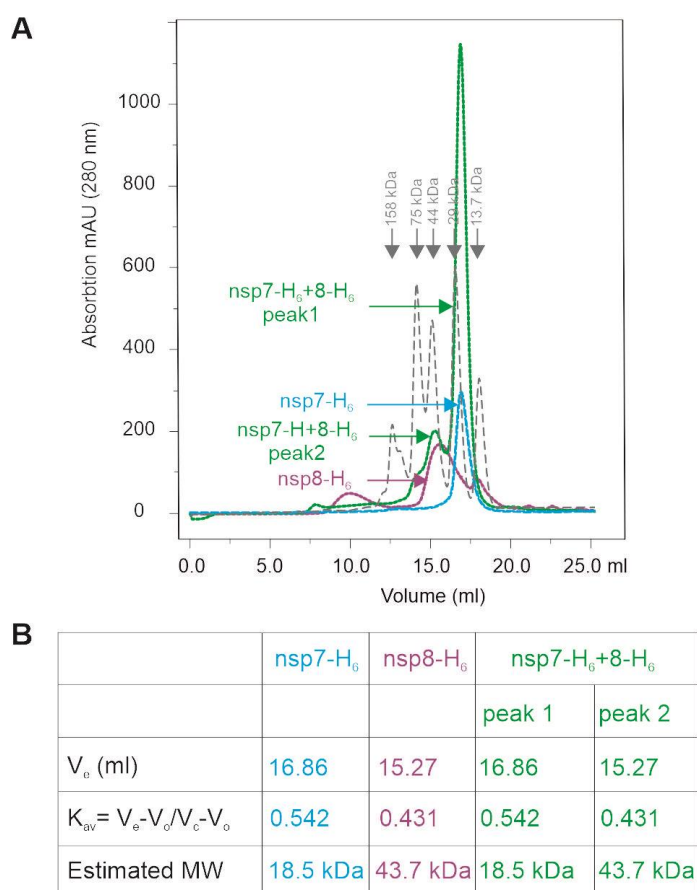 A
Absorbtion mAU (280 nm)
1000
800
600
400
200
0
158 kDa
75 kDa
44 kDa
29 kDa
13.7 kDa
nsp7-H₆+8-H₆
peak1
nsp7-H₆
nsp7-H+8-H₆
peak2
nsp8-H₆
0.0 5.0 10.0 15.0 20.0 25.0 ml
Volume (ml)
B
nsp7-H₆ nsp8-H₆ nsp7-H₆+8-H₆
peak 1 peak 2
Vₑ (ml) 16.86 15.27 16.86 15.27
Kₐᵥ= Vₑ-Vₒ/V꜀-Vₒ 0.542 0.431 0.542 0.431
Estimated MW 18.5 kDa 43.7 kDa 18.5 kDa 43.7 kDa